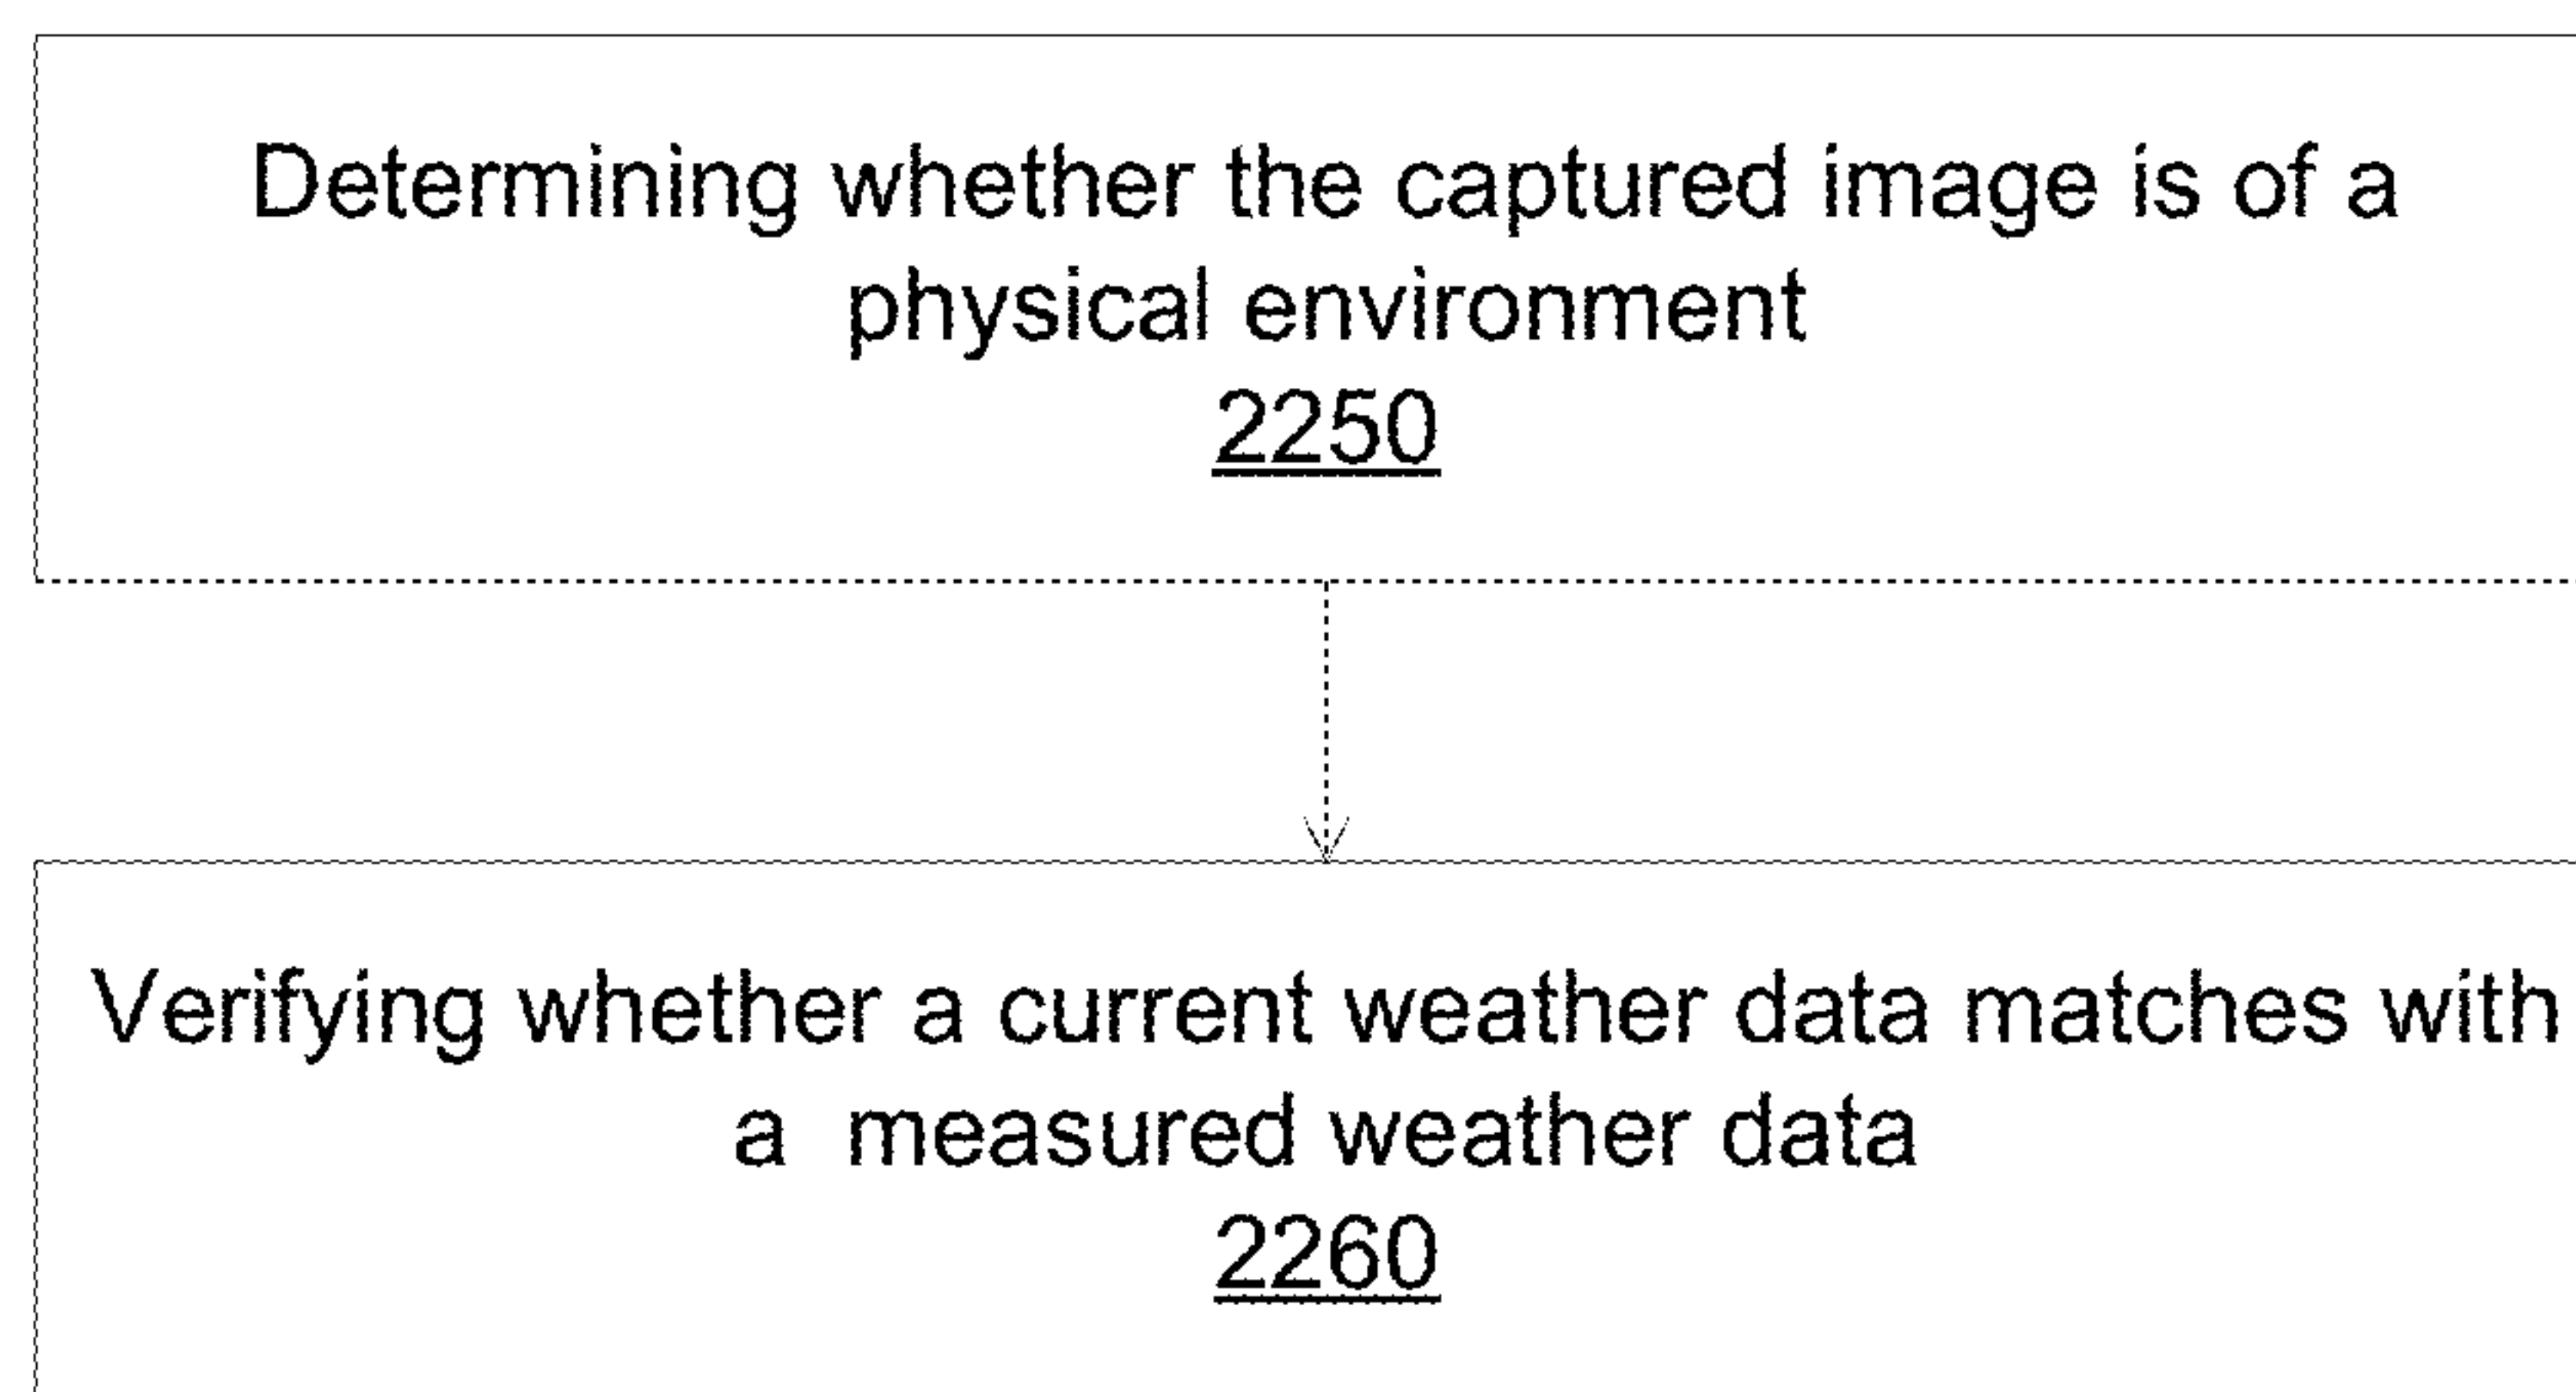 Determining whether the captured image is of a
physical environment
2250
Verifying whether a current weather data matches with
a  measured weather data
2260